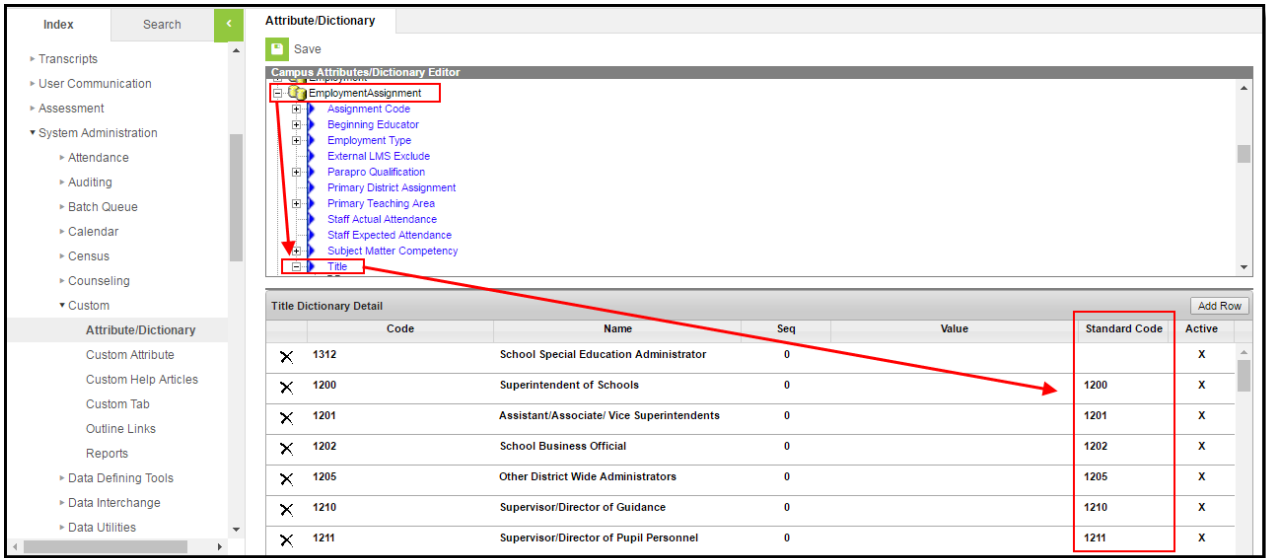 Index Search <
Attribute/Dictionary
Save
Transcripts
User Communication
Assessment
System Administration
Attendance
Auditing
Batch Queue
Calendar
Census
Counseling
Custom
Attribute/Dictionary
Custom Attribute
Custom Help Articles
Custom Tab
Outline Links
Reports
Data Defining Tools
Data Interchange
Data Utilities
Campus Attributes/Dictionary Editor
Employment
EmploymentAssignment
Assignment Code
Beginning Educator
Employment Type
External LMS Exclude
Parapro Qualification
Primary District Assignment
Primary Teaching Area
Staff Actual Attendance
Staff Expected Attendance
Subject Matter Competency
Title
Title Dictionary Detail Add Row
Code Name Seq Value Standard Code Active
X 1312 School Special Education Administrator 0 X
X 1200 Superintendent of Schools 0 1200 X
X 1201 Assistant/Associate/ Vice Superintendents 0 1201 X
X 1202 School Business Official 0 1202 X
X 1205 Other District Wide Administrators 0 1205 X
X 1210 Supervisor/Director of Guidance 0 1210 X
X 1211 Supervisor/Director of Pupil Personnel 0 1211 X